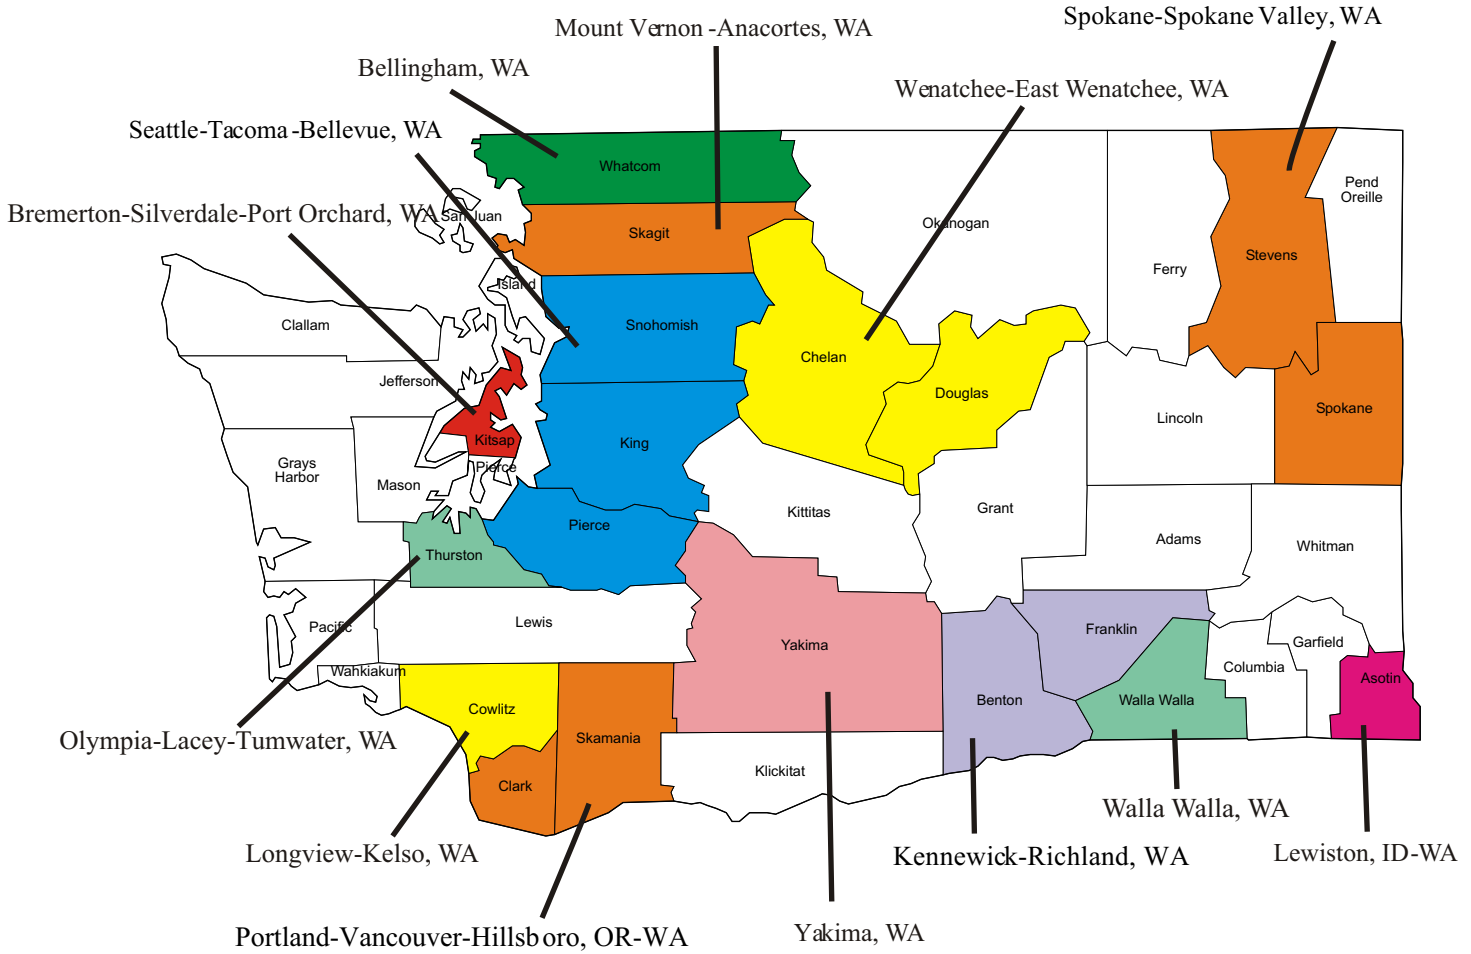 Spokane-Spokane Valley, WA
Mount Vernon -Anacortes, WA
Bellingham, WA
Wenatchee-East Wenatchee, WA
Seattle-Tacoma-Bellevue, WA
Whatcom
Pend
Oreille
Bremerton-Silverdale-Port Orchard, WA
San Juan
Skagit
Okanogan
Stevens
Ferry
Island
Clallam
Snohomish
Chelan
Jefferson
Douglas
Spokane
Lincoln
Kitsap
King
Grays
Harbor
Pierce
Mason
Grant
Kittitas
Pierce
Adams
Whitman
Thurston
Lewis
Pacific
Franklin
Garfield
Yakima
Columbia
Wahkiakum
Asotin
Cowlitz
Benton
Walla Walla
Skamania
Olympia-Lacey-Tumwater, WA
Klickitat
Clark
Walla Walla, WA
Longview-Kelso, WA
Kennewick-Richland, WA
Lewiston, ID-WA
Portland-Vancouver-Hillsboro, OR-WA
Yakima, WA